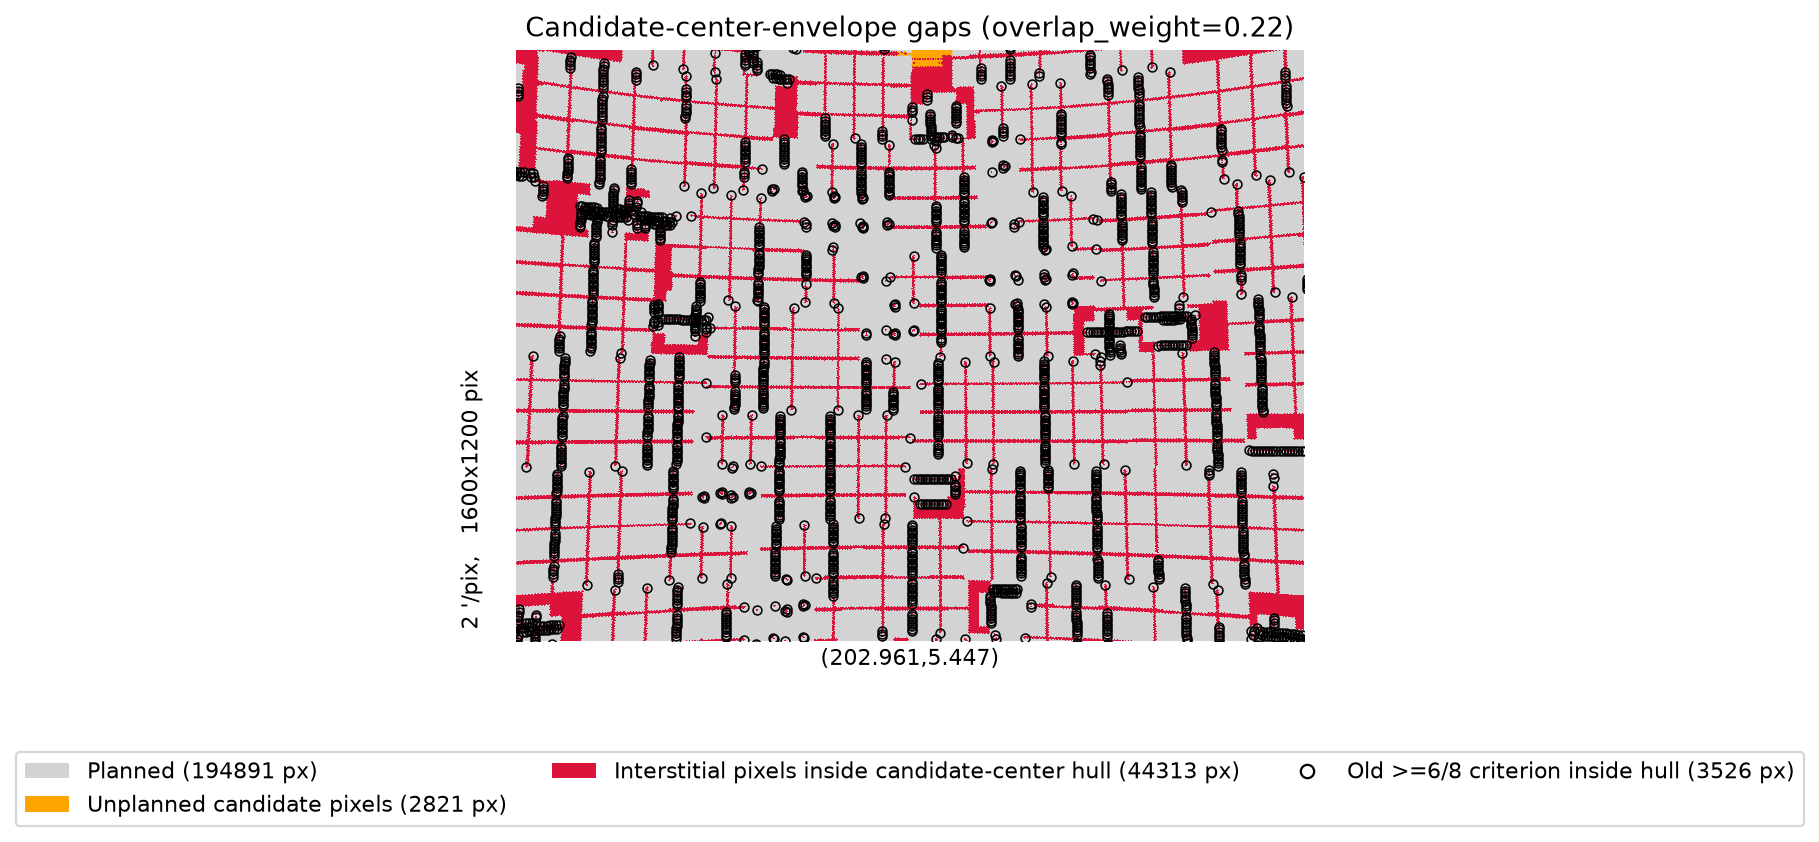 Candidate-center-envelope gaps (overlap_weight=0.22)
2 '/pix,   1600x1200 pix
(202.961,5.447)
Planned (194891 px)
Unplanned candidate pixels (2821 px)
Interstitial pixels inside candidate-center hull (44313 px)
Old >=6/8 criterion inside hull (3526 px)